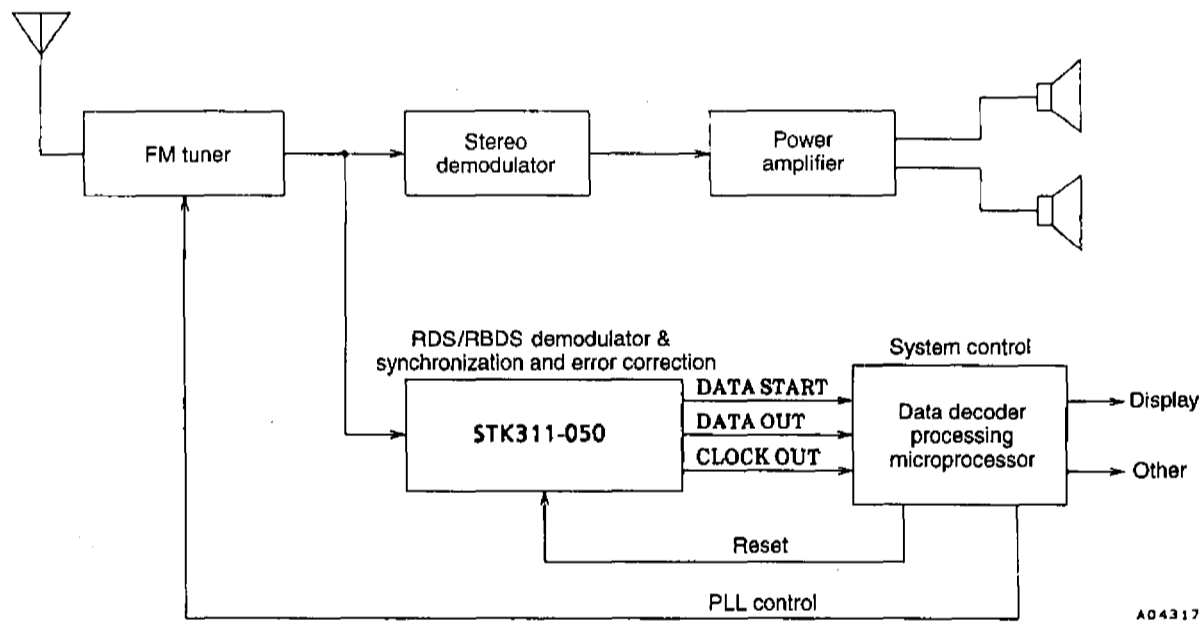 FM tuner
Stereo
demodulator
Power
amplifier
RDS/RBDS demodulator &
synchronization and error correction
STK311-050
DATA START
DATA OUT
CLOCK OUT
System control
Data decoder
processing
microprocessor
Display
Other
Reset
PLL control
A04317